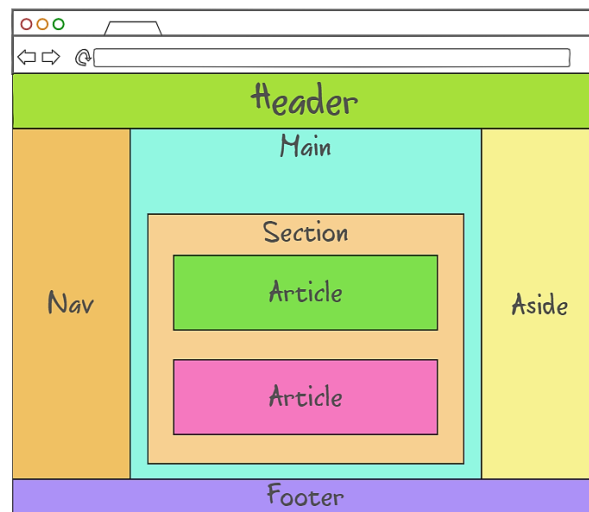 Header
Main
Section
Article
Nav
Aside
Article
Footer